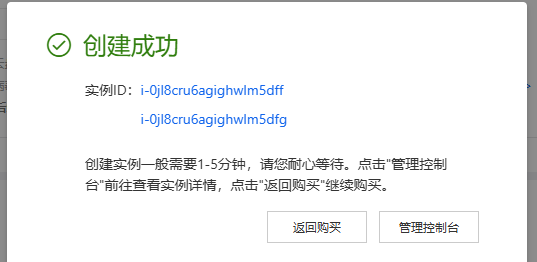 创建成功
实例ID：i-0jl8cru6agighwlm5dff
i-0jl8cru6agighwlm5dfg
创建实例一般需要1-5分钟，请您耐心等待。点击"管理控制
台"前往查看实例详情，点击"返回购买"继续购买。
返回购买 管理控制台